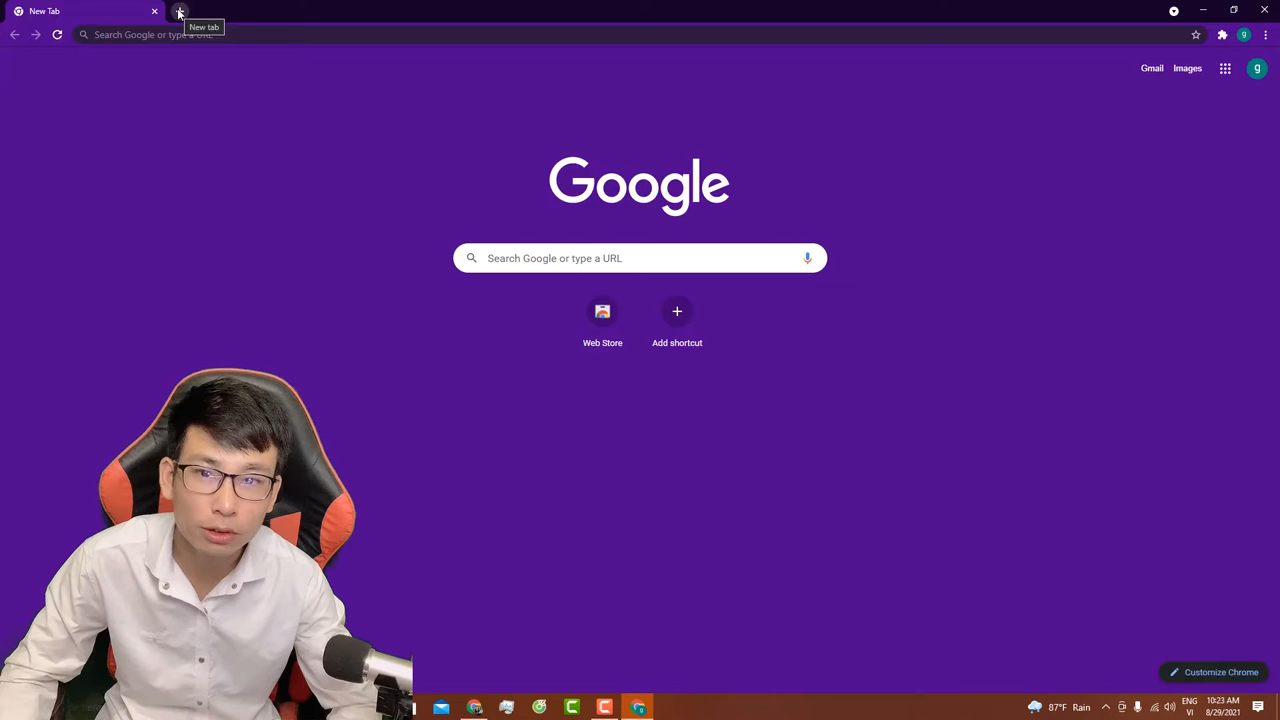 New Tab
New tab
Search Google or type a URL
g
Gmail
Images
g
Google
Search Google or type a URL
Web Store
Add shortcut
Customize Chrome
87°F Rain
ENG
VI
10:23 AM
8/29/2021